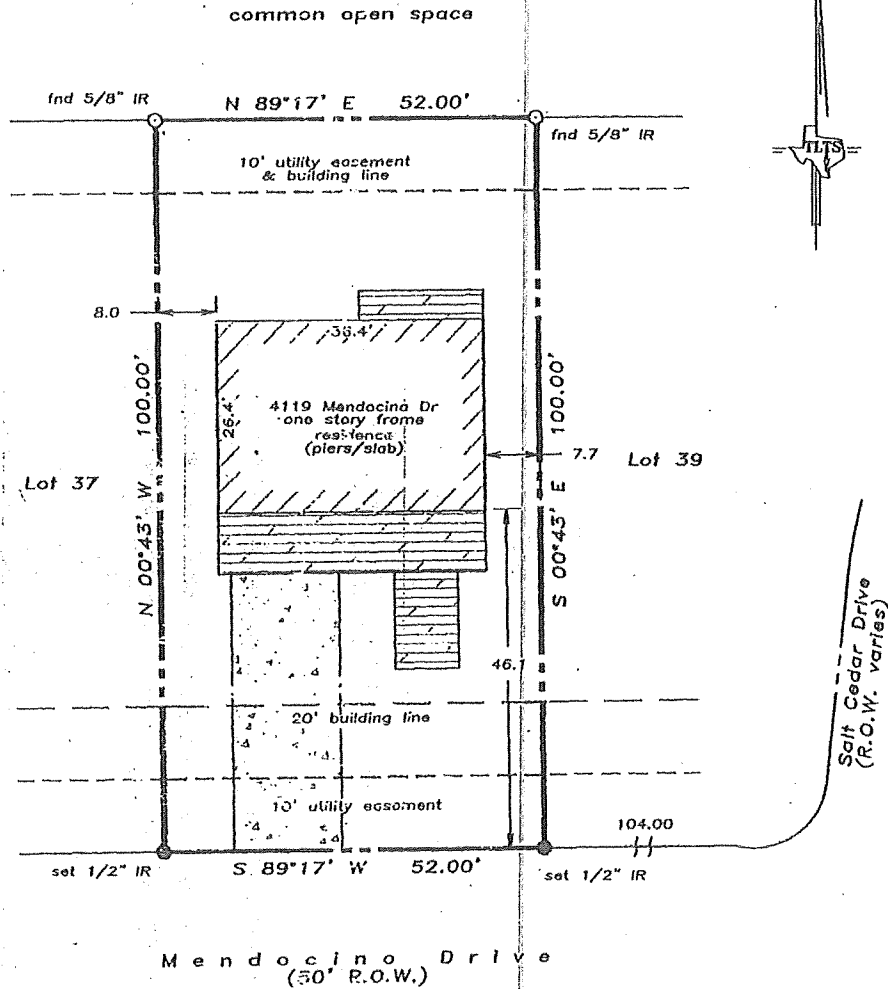 common open space
fnd 5/8" IR
N 89°17' E 52.00'
fnd 5/8" IR
TLTS
10' utility easement
& building line
8.0
36.4'
26.4'
4119 Mendocino Dr
one story frame
residence
(piers/slab)
N 00°43' W 100.00'
S 00°43' E 100.00'
7.7
Lot 37
Lot 39
46.1
Salt Cedar Drive
(R.O.W. varies)
20' building line
10' utility easement
104.00
set 1/2" IR
S 89°17' W 52.00'
set 1/2" IR
Mendocino Drive
(50' R.O.W.)